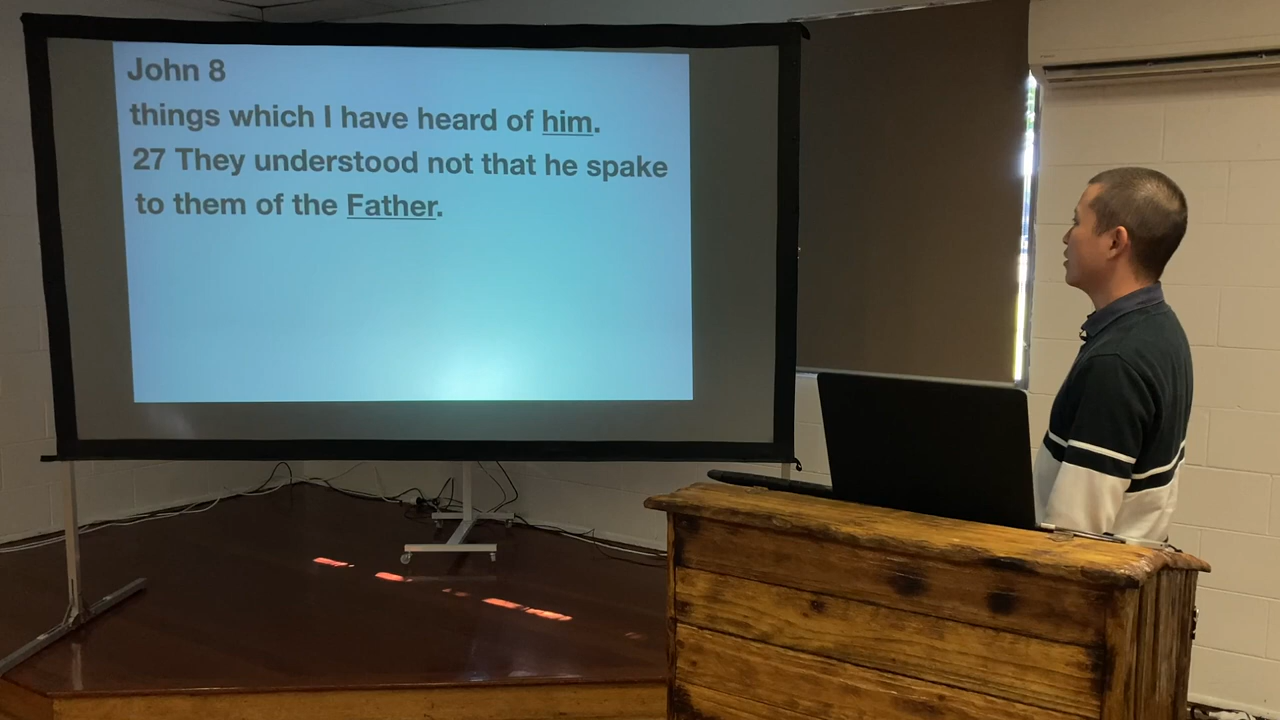 John 8
things which I have heard of him.
27 They understood not that he spake
to them of the Father.